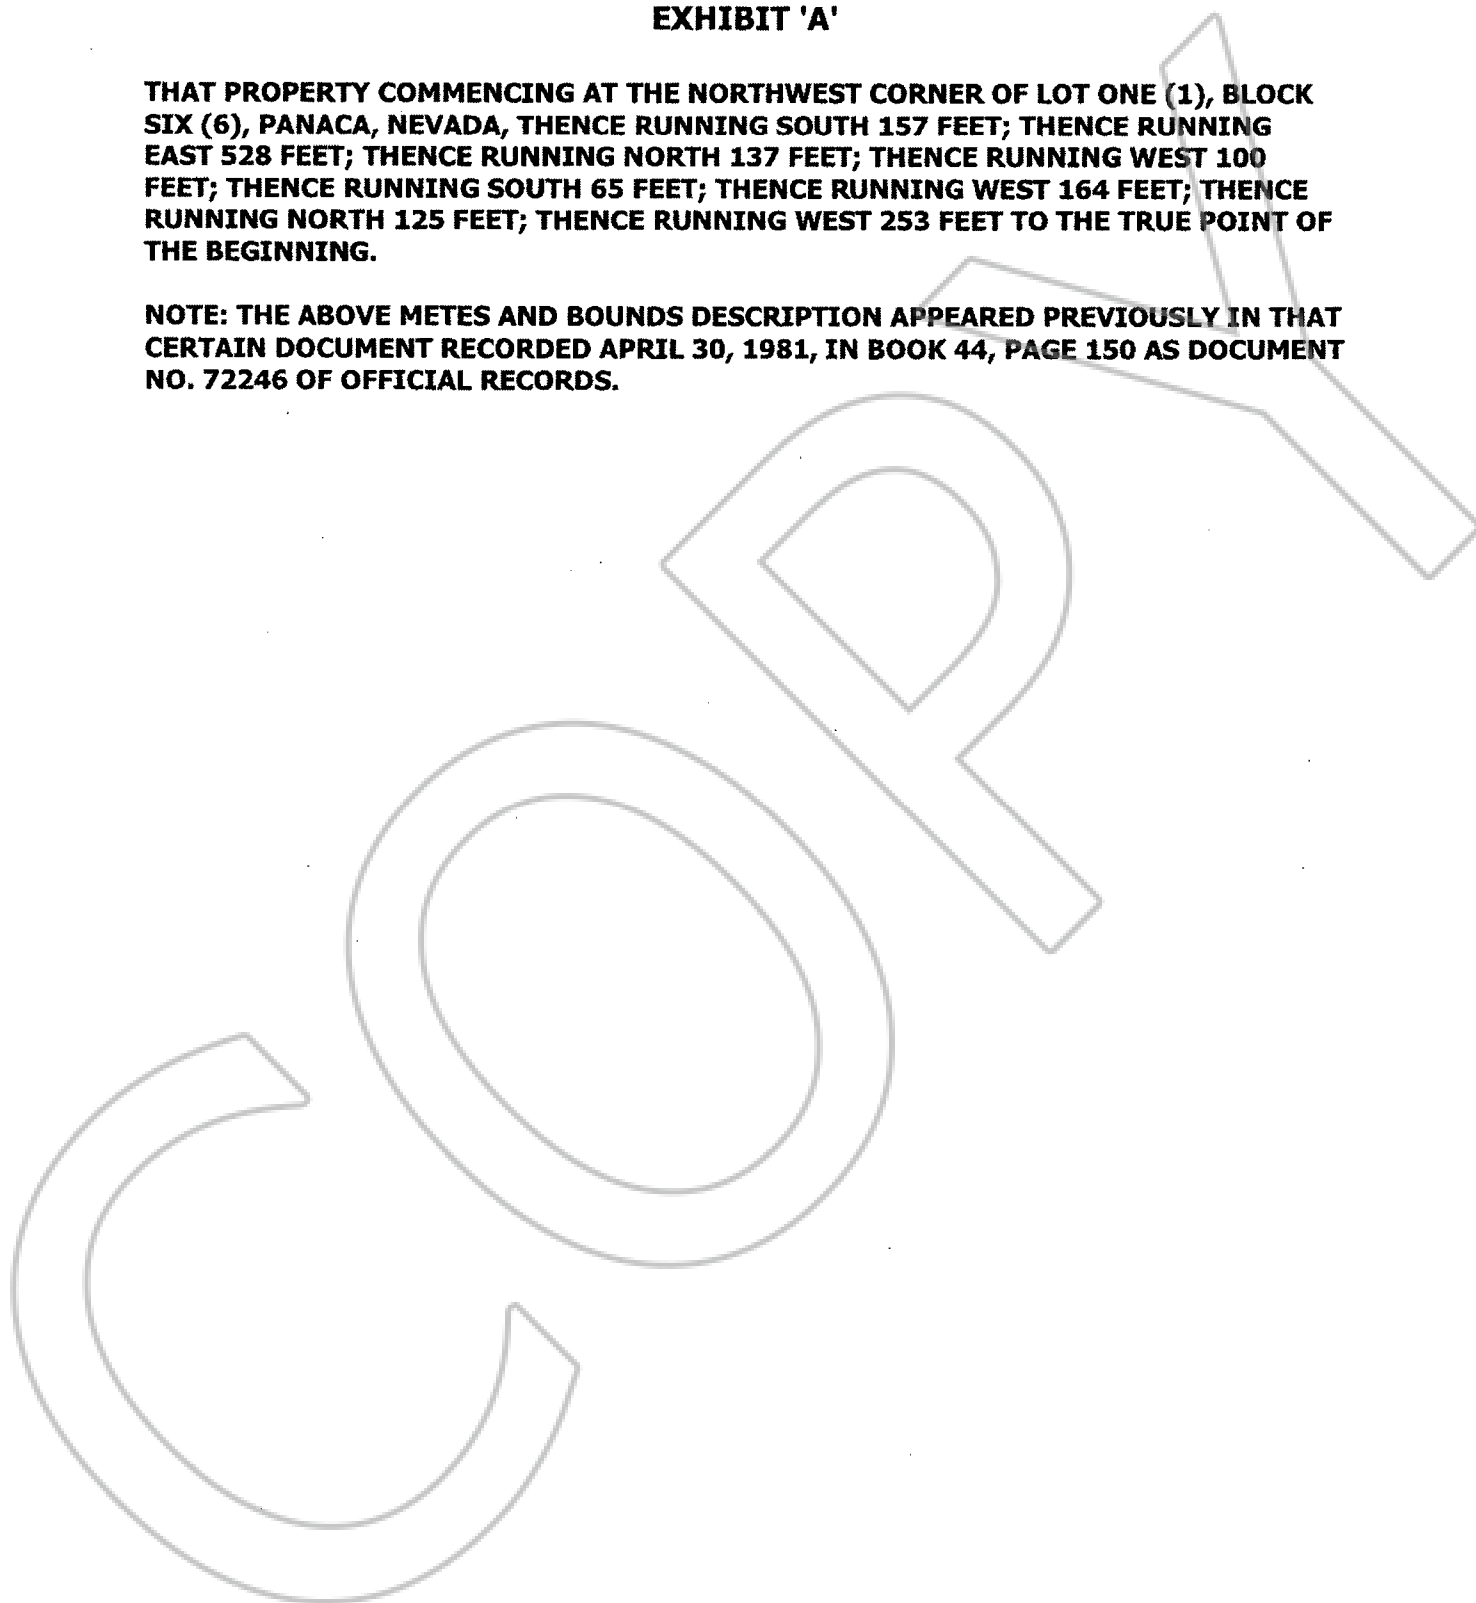 EXHIBIT 'A'
THAT PROPERTY COMMENCING AT THE NORTHWEST CORNER OF LOT ONE (1), BLOCK
SIX (6), PANACA, NEVADA, THENCE RUNNING SOUTH 157 FEET; THENCE RUNNING
EAST 528 FEET; THENCE RUNNING NORTH 137 FEET; THENCE RUNNING WEST 100
FEET; THENCE RUNNING SOUTH 65 FEET; THENCE RUNNING WEST 164 FEET; THENCE
RUNNING NORTH 125 FEET; THENCE RUNNING WEST 253 FEET TO THE TRUE POINT OF
THE BEGINNING.
NOTE: THE ABOVE METES AND BOUNDS DESCRIPTION APPEARED PREVIOUSLY IN THAT
CERTAIN DOCUMENT RECORDED APRIL 30, 1981, IN BOOK 44, PAGE 150 AS DOCUMENT
NO. 72246 OF OFFICIAL RECORDS.
COPY